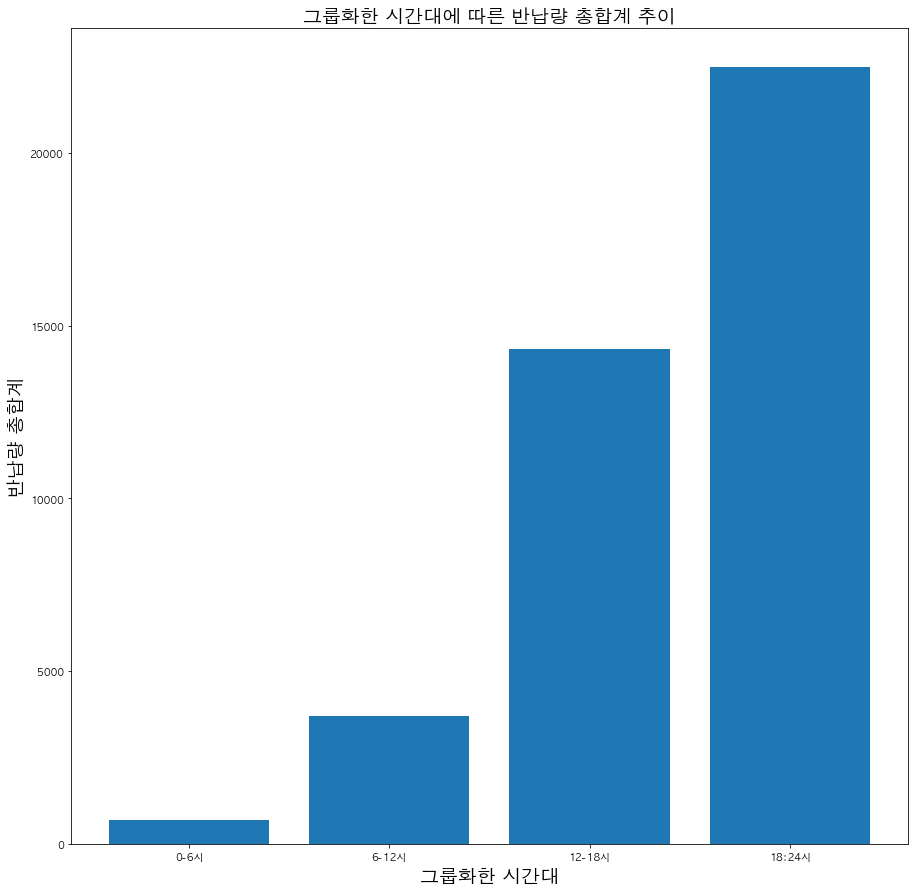 그룹화한 시간대에 따른 반납량 총합계 추이
반납량 총합계
20000
15000
10000
5000
0
0-6시
6-12시
12-18시
18:24시
그룹화한 시간대